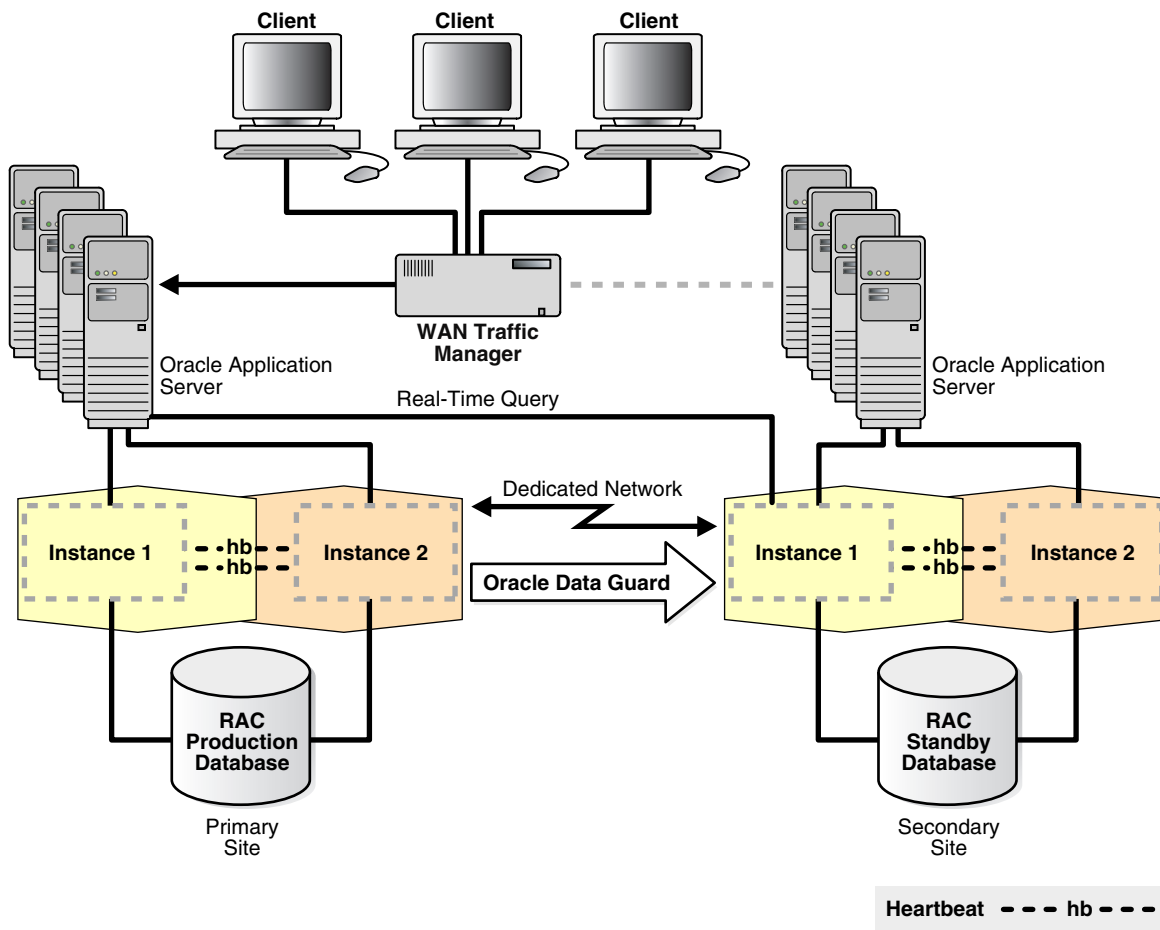 Client
Client
Client
WAN Traffic
Manager
Oracle Application
Server
Oracle Application
Server
Real-Time Query
Dedicated Network
Instance 1
hb
hb
Instance 2
Oracle Data Guard
Instance 1
hb
hb
Instance 2
RAC
Production
Database
RAC
Standby
Database
Primary
Site
Secondary
Site
Heartbeat
hb